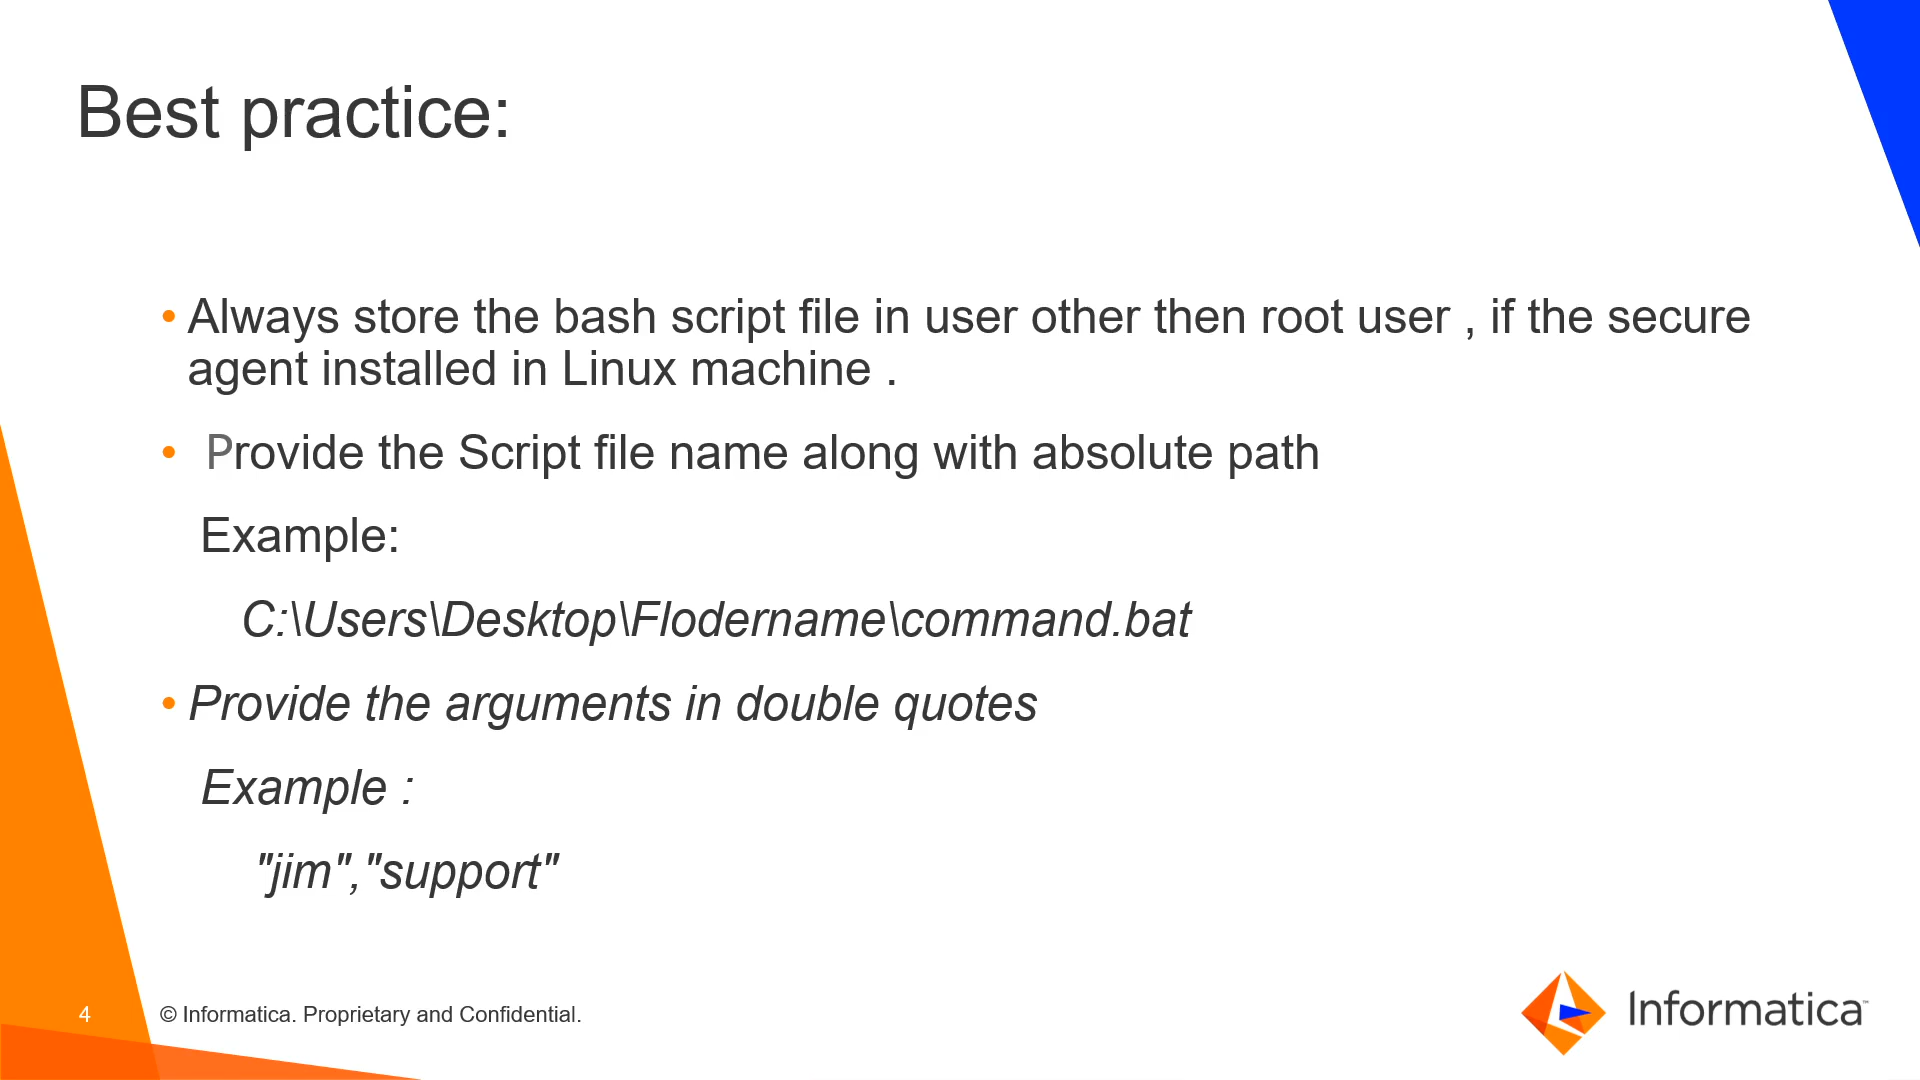 Best practice:
• Always store the bash script file in user other then root user , if the secure
agent installed in Linux machine .
• Provide the Script file name along with absolute path
Example:
C:\Users\Desktop\Flodername\command.bat
• Provide the arguments in double quotes
Example :
"jim","support"
4
© Informatica. Proprietary and Confidential.
Informatica™